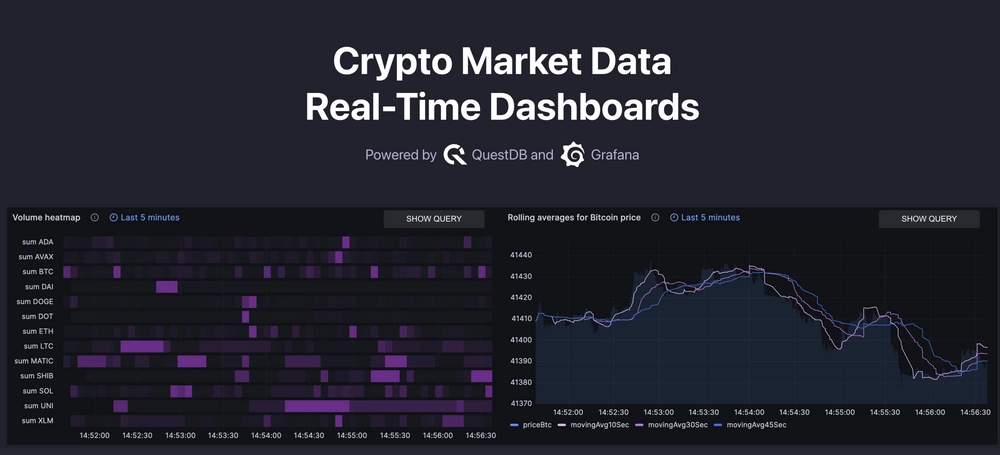 Crypto Market Data
Real-Time Dashboards
Powered by QuestDB and Grafana
Volume heatmap Last 5 minutes SHOW QUERY
sum ADA
sum AVAX
sum BTC
sum DAI
sum DOGE
sum DOT
sum ETH
sum LTC
sum MATIC
sum SHIB
sum SOL
sum UNI
sum XLM
14:52:00 14:52:30 14:53:00 14:53:30 14:54:00 14:54:30 14:55:00 14:55:30 14:56:00 14:56:30
Rolling averages for Bitcoin price Last 5 minutes SHOW QUERY
41440
41430
41420
41410
41400
41390
41380
41370
14:52:00 14:52:30 14:53:00 14:53:30 14:54:00 14:54:30 14:55:00 14:55:30 14:56:00 14:56:30
priceBtc movingAvg10Sec movingAvg30Sec movingAvg45Sec